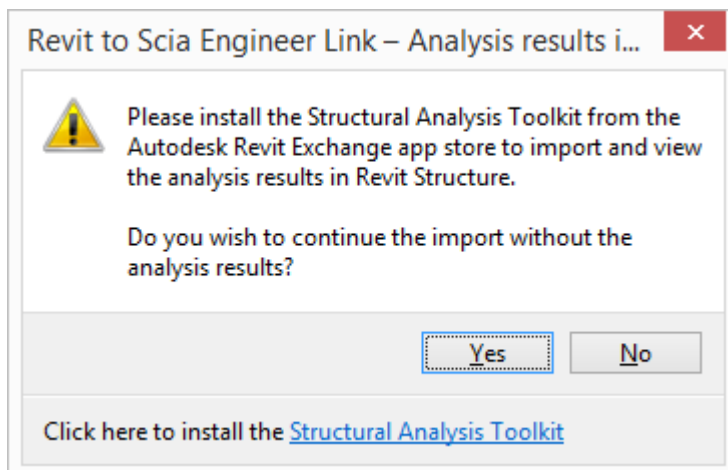 Revit to Scia Engineer Link – Analysis results i...
Please install the Structural Analysis Toolkit from the
Autodesk Revit Exchange app store to import and view
the analysis results in Revit Structure.
Do you wish to continue the import without the
analysis results?
Yes
No
Click here to install the Structural Analysis Toolkit